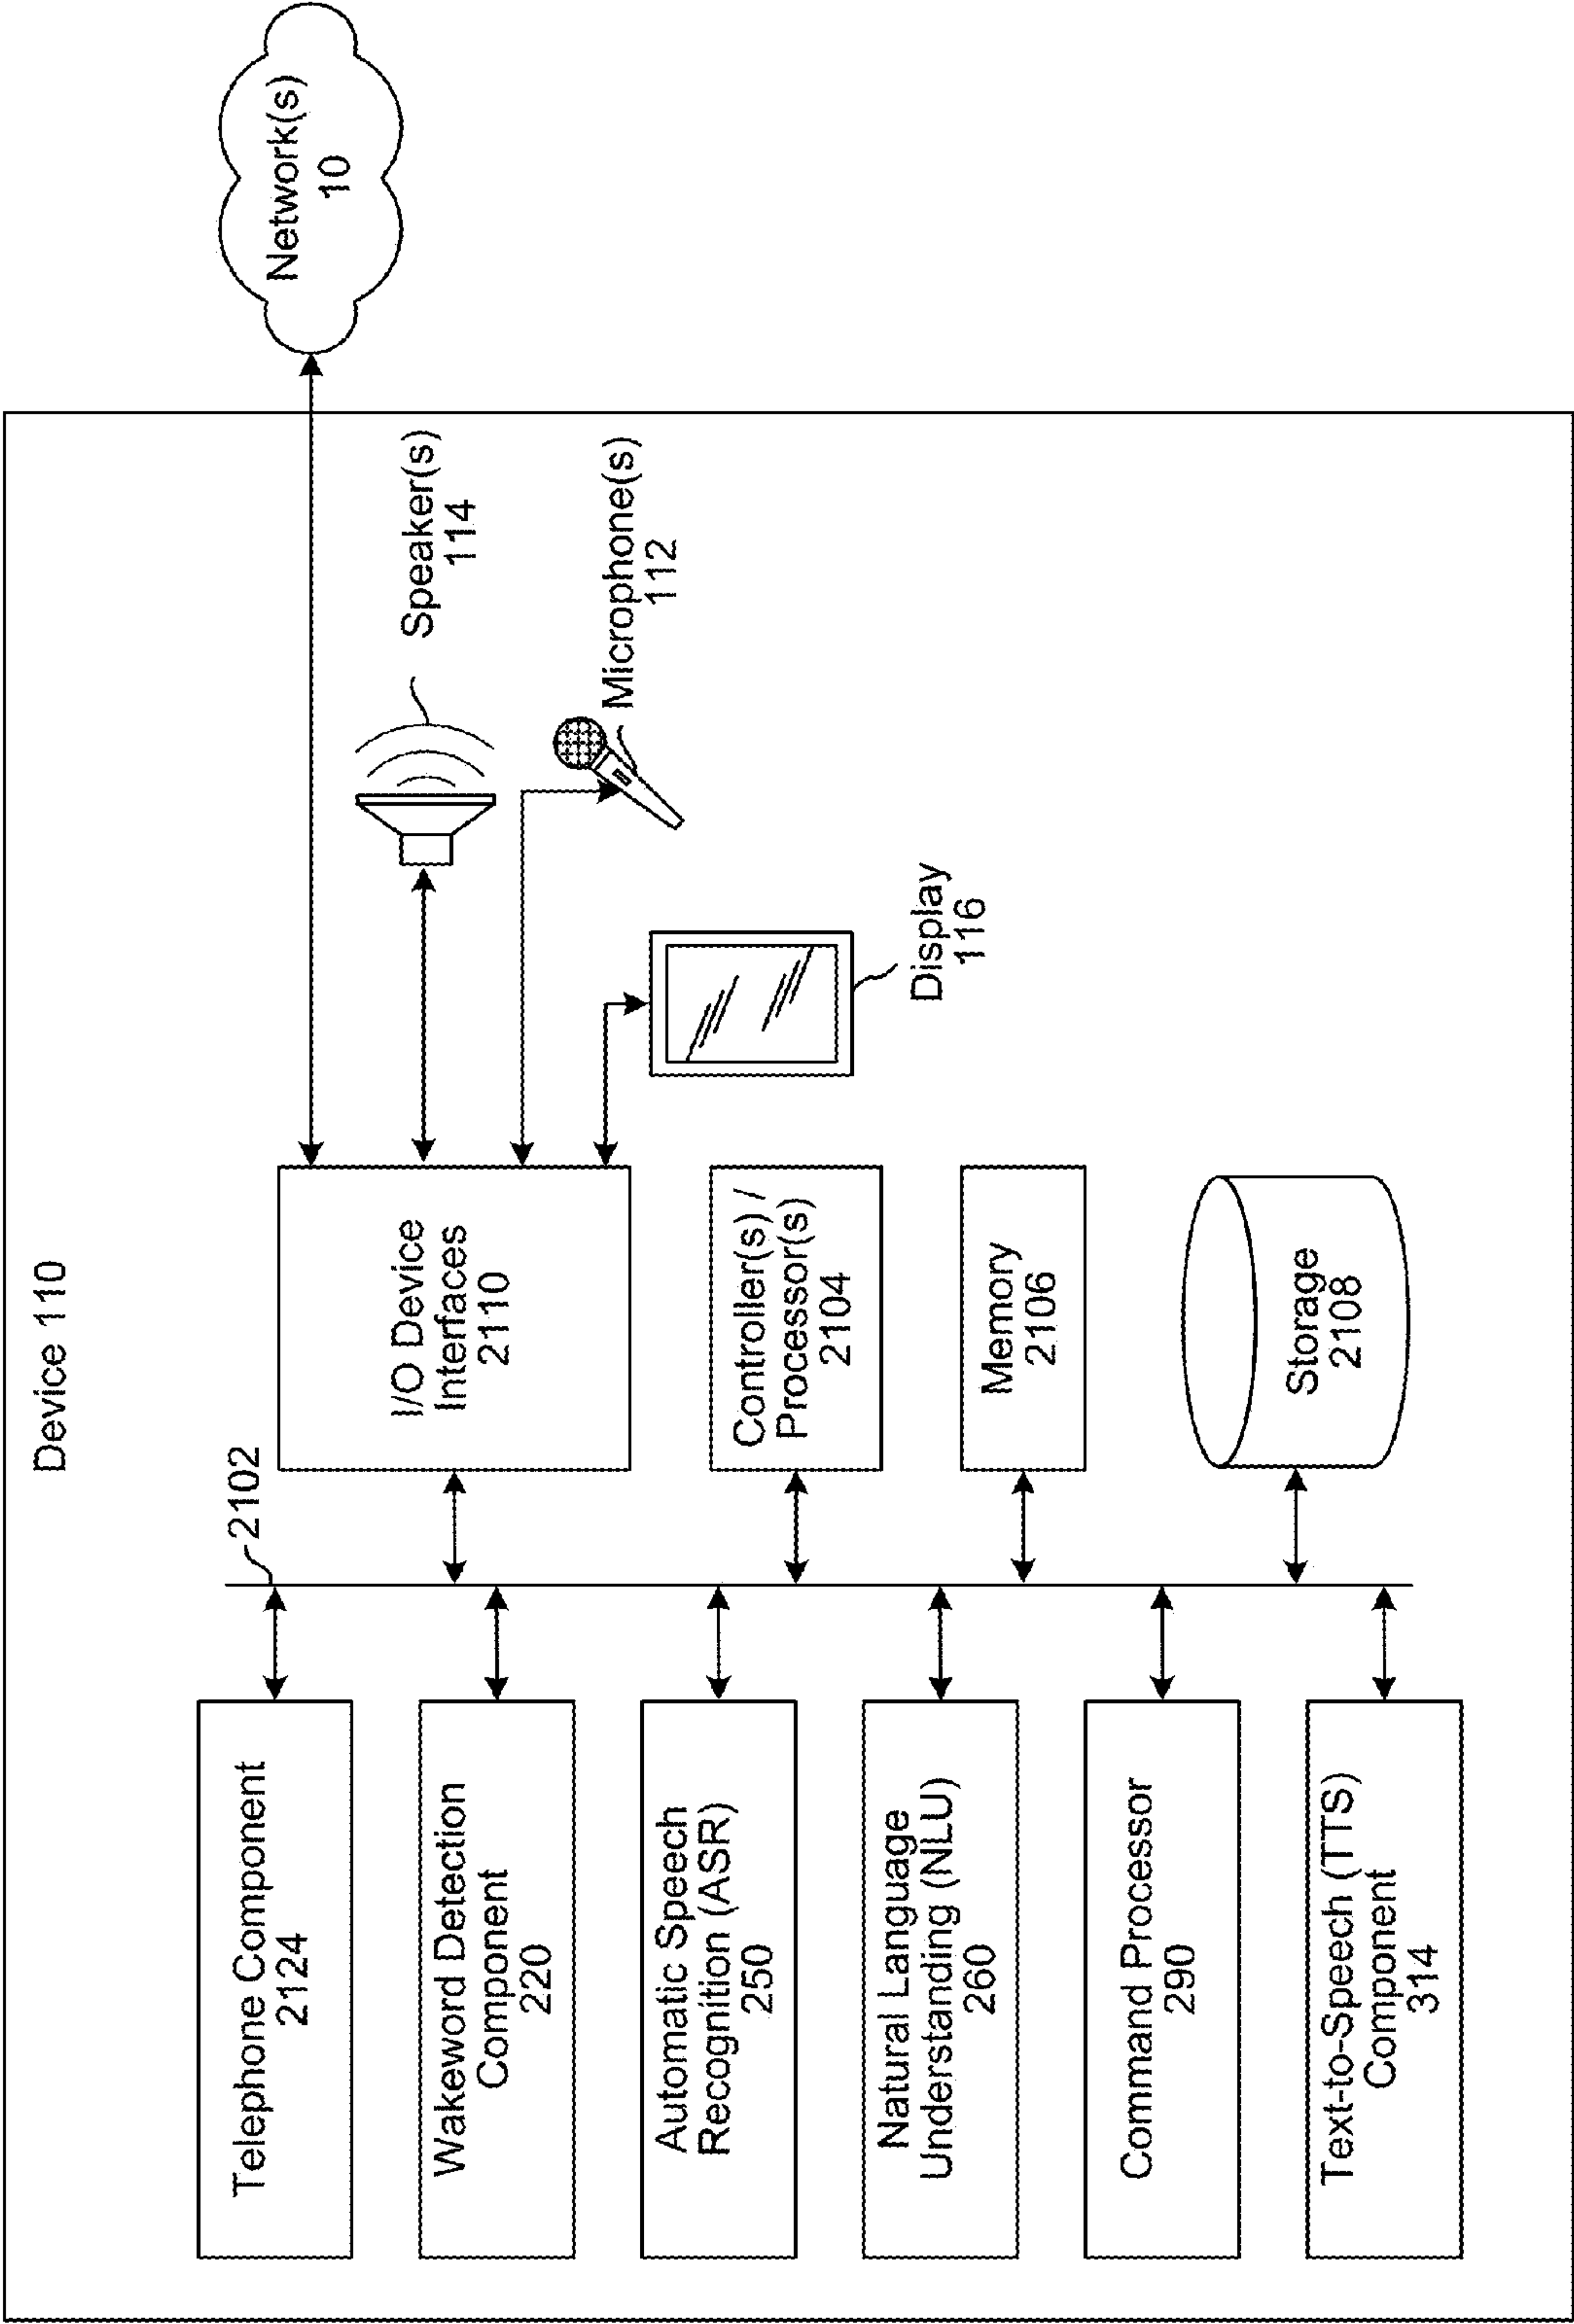 Device 110
2102
Telephone Component
2124
Wakeword Detection
Component
220
Automatic Speech
Recognition (ASR)
250
Natural Language
Understanding (NLU)
260
Command Processor
290
Text-to-Speech (TTS)
Component
314
I/O Device
Interfaces
2110
Controller(s) /
Processor(s)
2104
Memory
2106
Storage
2108
Display
116
Speaker(s)
114
Microphone(s)
112
Network(s)
10